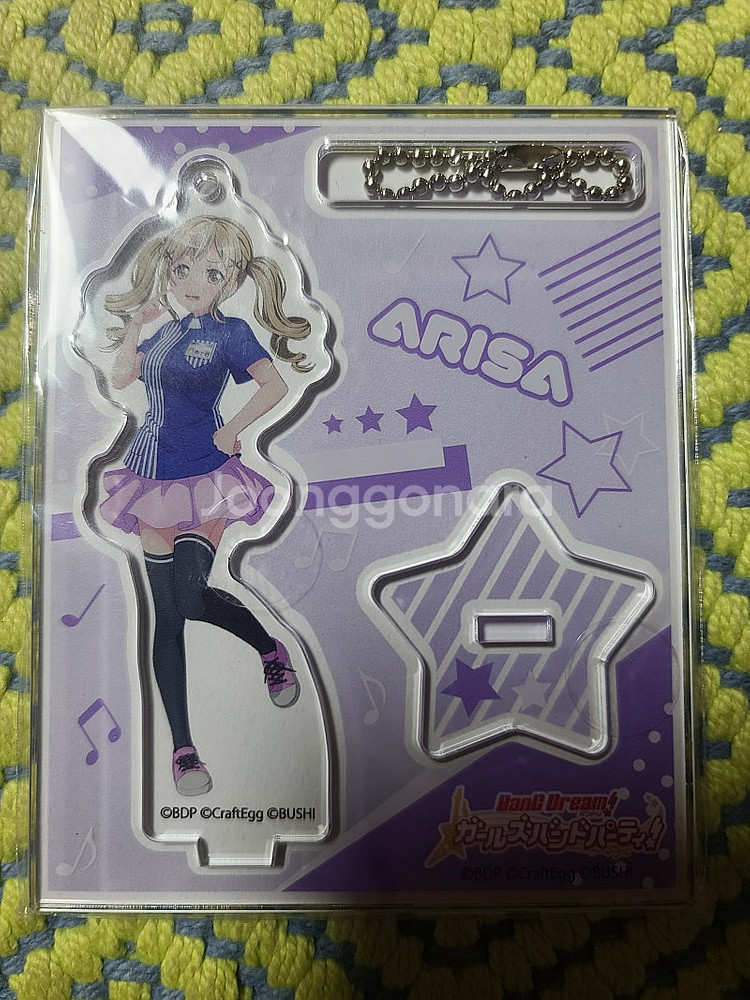 ARISA
Joonggonara
©BDP ©CraftEgg ©BUSHI
BanG Dream!
ガールズバンドパーティ!
©BDP ©CraftEgg ©BUSHI